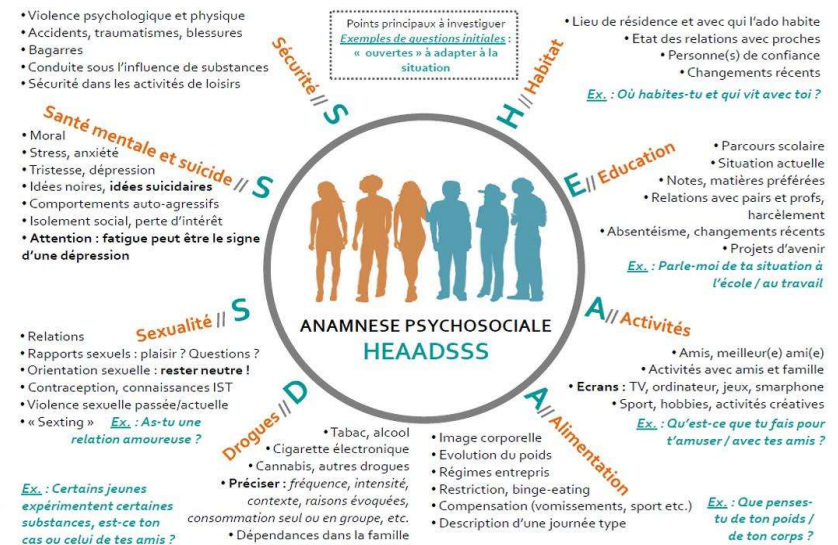 Points principaux à investiguer
Exemples de questions initiales :
« ouvertes » à adapter à la
situation
H // Habitat
• Lieu de résidence et avec qui l'ado habite
• Etat des relations avec proches
• Personne(s) de confiance
• Changements récents
Ex. : Où habites-tu et qui vit avec toi ?
E // Education
• Parcours scolaire
• Situation actuelle
• Notes, matières préférées
• Relations avec pairs et profs,
harcèlement
• Absentéisme, changements récents
• Projets d'avenir
Ex. : Parle-moi de ta situation à
l'école / au travail
A // Activités
• Amis, meilleur(e) ami(e)
• Activités avec amis et famille
• Ecrans : TV, ordinateur, jeux, smarphone
• Sport, hobbies, activités créatives
Ex. : Qu'est-ce que tu fais pour
t'amuser / avec tes amis ?
A // Alimentation
• Image corporelle
• Evolution du poids
• Régimes entrepris
• Restriction, binge-eating
• Compensation (vomissements, sport etc.)
• Description d'une journée type
Ex. : Que penses-
tu de ton poids /
de ton corps ?
Drogues // D
• Tabac, alcool
• Cigarette électronique
• Cannabis, autres drogues
• Préciser : fréquence, intensité,
contexte, raisons évoquées,
consommation seul ou en groupe, etc.
• Dépendances dans la famille
Ex. : Certains jeunes
expérimentent certaines
substances, est-ce ton
cas ou celui de tes amis ?
Sexualité // S
• Relations
• Rapports sexuels : plaisir ? Questions ?
• Orientation sexuelle : rester neutre !
• Contraception, connaissances IST
• Violence sexuelle passée/actuelle
• « Sexting » Ex. : As-tu une
relation amoureuse ?
Santé mentale et suicide // S
• Moral
• Stress, anxiété
• Tristesse, dépression
• Idées noires, idées suicidaires
• Comportements auto-agressifs
• Isolement social, perte d'intérêt
• Attention : fatigue peut être le signe
d'une dépression
Sécurité // S
• Violence psychologique et physique
• Accidents, traumatismes, blessures
• Bagarres
• Conduite sous l'influence de substances
• Sécurité dans les activités de loisirs
ANAMNESE PSYCHOSOCIALE
HEAADSSS